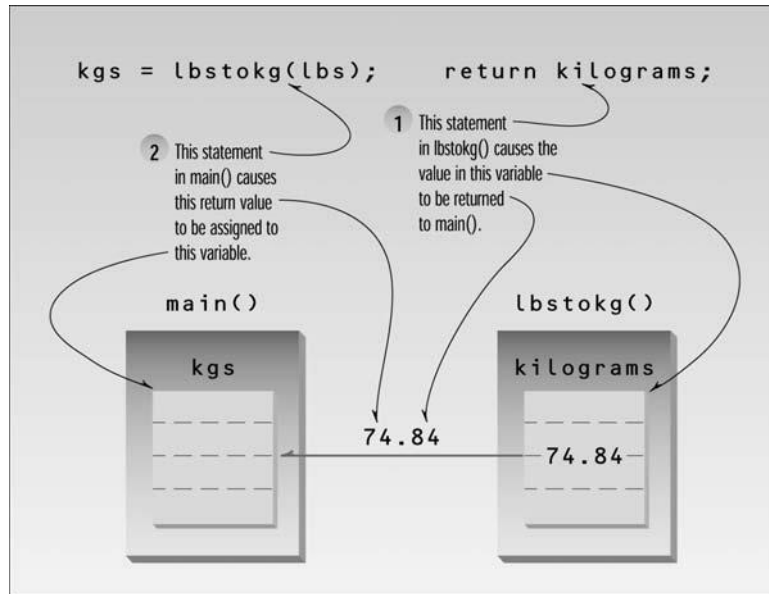 kgs = lbstokg(lbs);
return kilograms;
2 This statement
in main() causes
this return value
to be assigned to
this variable.
1 This statement
in lbstokg() causes the
value in this variable
to be returned
to main().
main()
lbstokg()
kgs
kilograms
74.84
74.84